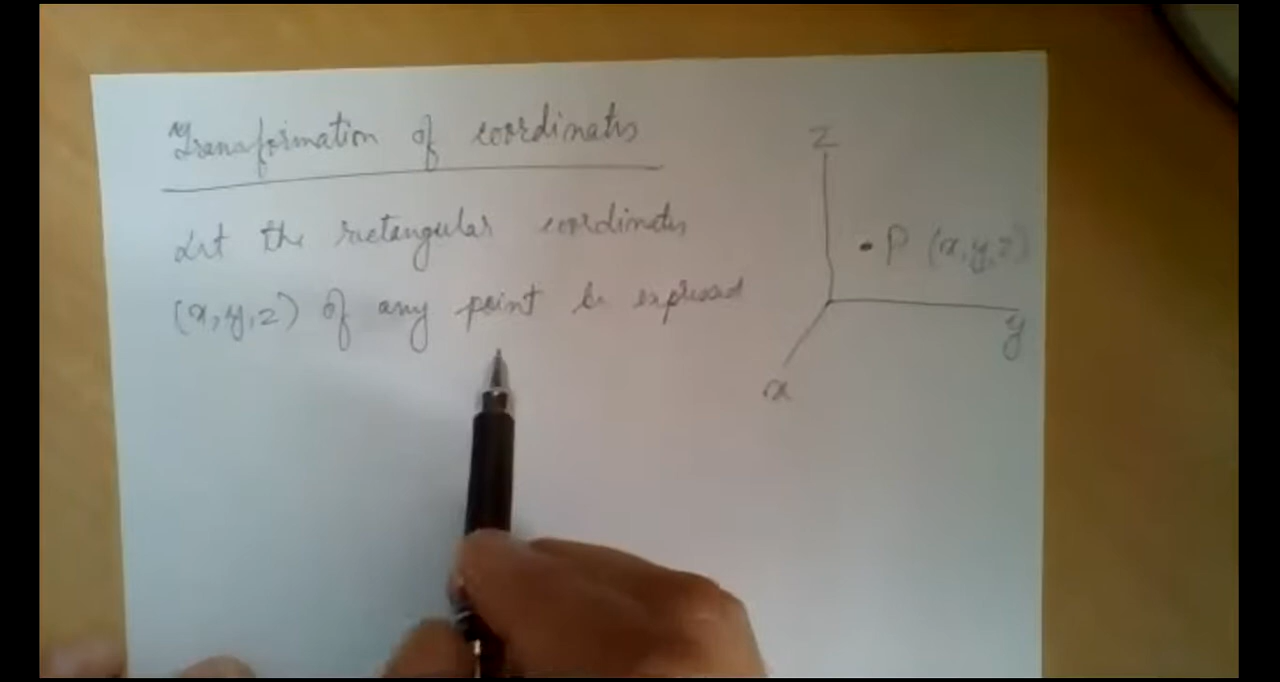 Transformation of coordinates
Let the rectangular coordinates
(x, y, z) of any point be expressed
z
P (x, y, z)
y
x